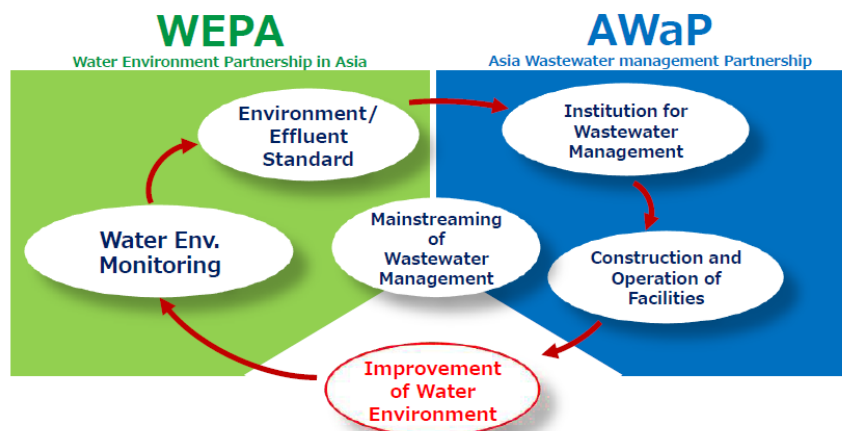 WEPA
Water Environment Partnership in Asia
AWaP
Asia Wastewater management Partnership
Environment/
Effluent
Standard
Institution for
Wastewater
Management
Water Env.
Monitoring
Mainstreaming
of
Wastewater
Management
Construction and
Operation of
Facilities
Improvement
of Water
Environment